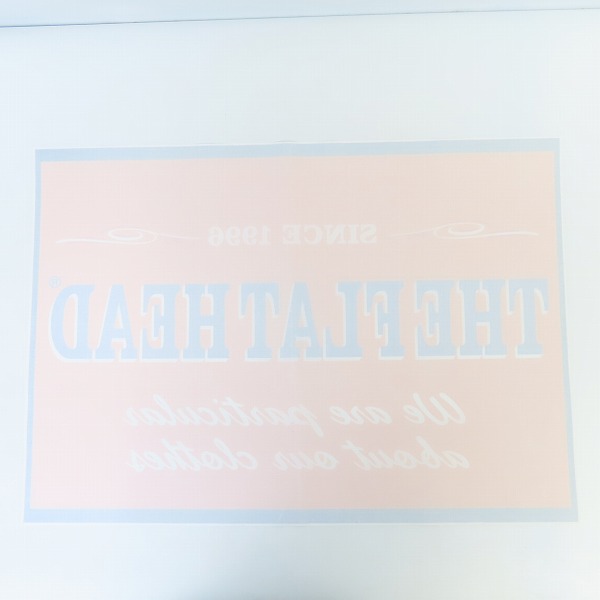 SINCE 1996
THE FLAT HEAD®
We are particular
about our clothes